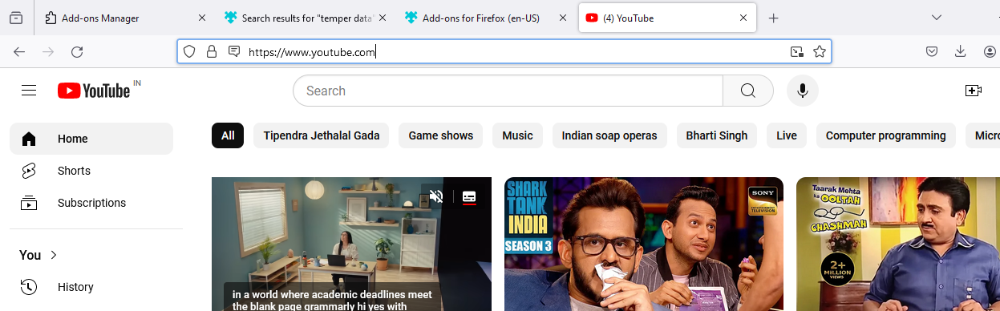 Add-ons Manager
Search results for "temper data"
Add-ons for Firefox (en-US)
(4) YouTube
https://www.youtube.com
YouTube IN
Search
All
Tipendra Jethalal Gada
Game shows
Music
Indian soap operas
Bharti Singh
Live
Computer programming
Micro
Home
Shorts
Subscriptions
You
History
in a world where academic deadlines meet
the blank page grammarly hi yes with
SHARK
TANK
INDIA
SEASON 3
SONY
ENTERTAINMENT
TELEVISION
Taarak Mehta
ka OOLTAH
CHASHMAH
2+
MILLION
VIEWS